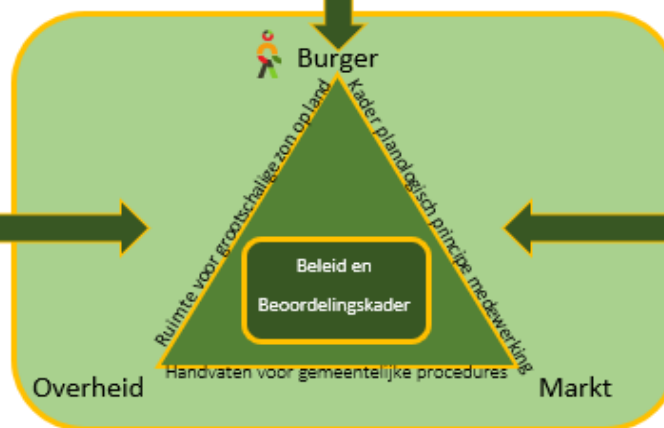 Burger
Ruimte voor grootschalige zon op land
Kader planologisch principe medewerking
Beleid en
Beoordelingskader
Handvaten voor gemeentelijke procedures
Overheid
Markt